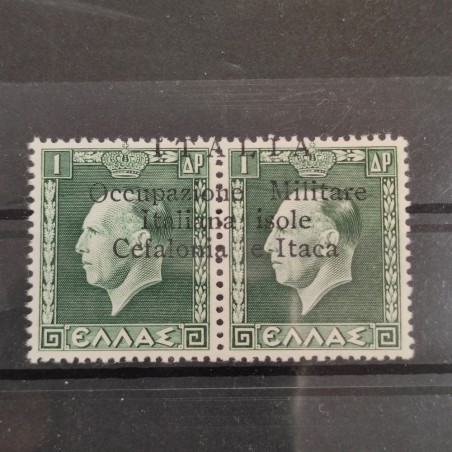 ITALIA
1 ΔΡ 1 ΔΡ
Occupazione Militare
Italiana isole
Cefalonia e Itaca
ΕΛΛΑΣ ΕΛΛΑΣ